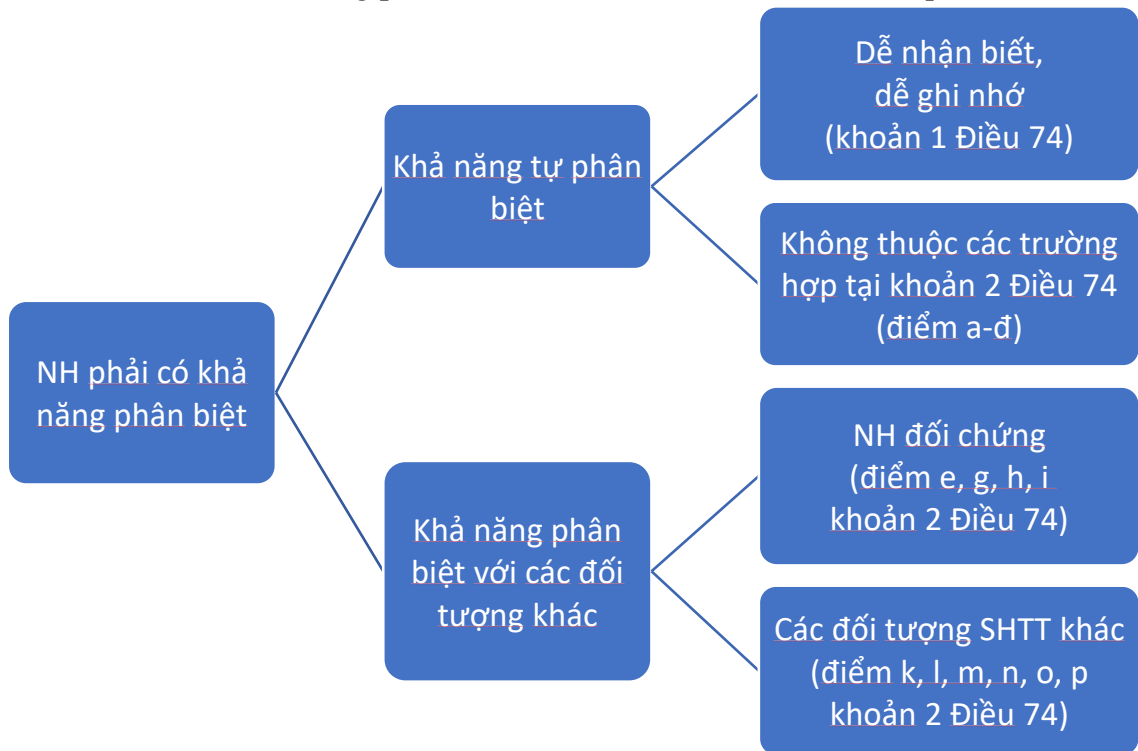 NH phải có khả
năng phân biệt
Khả năng tự phân
biệt
Dễ nhận biết,
dễ ghi nhớ
(khoản 1 Điều 74)
Không thuộc các trường
hợp tại khoản 2 Điều 74
(điểm a-đ)
Khả năng phân
biệt với các đối
tượng khác
NH đối chứng
(điểm e, g, h, i
khoản 2 Điều 74)
Các đối tượng SHTT khác
(điểm k, l, m, n, o, p
khoản 2 Điều 74)